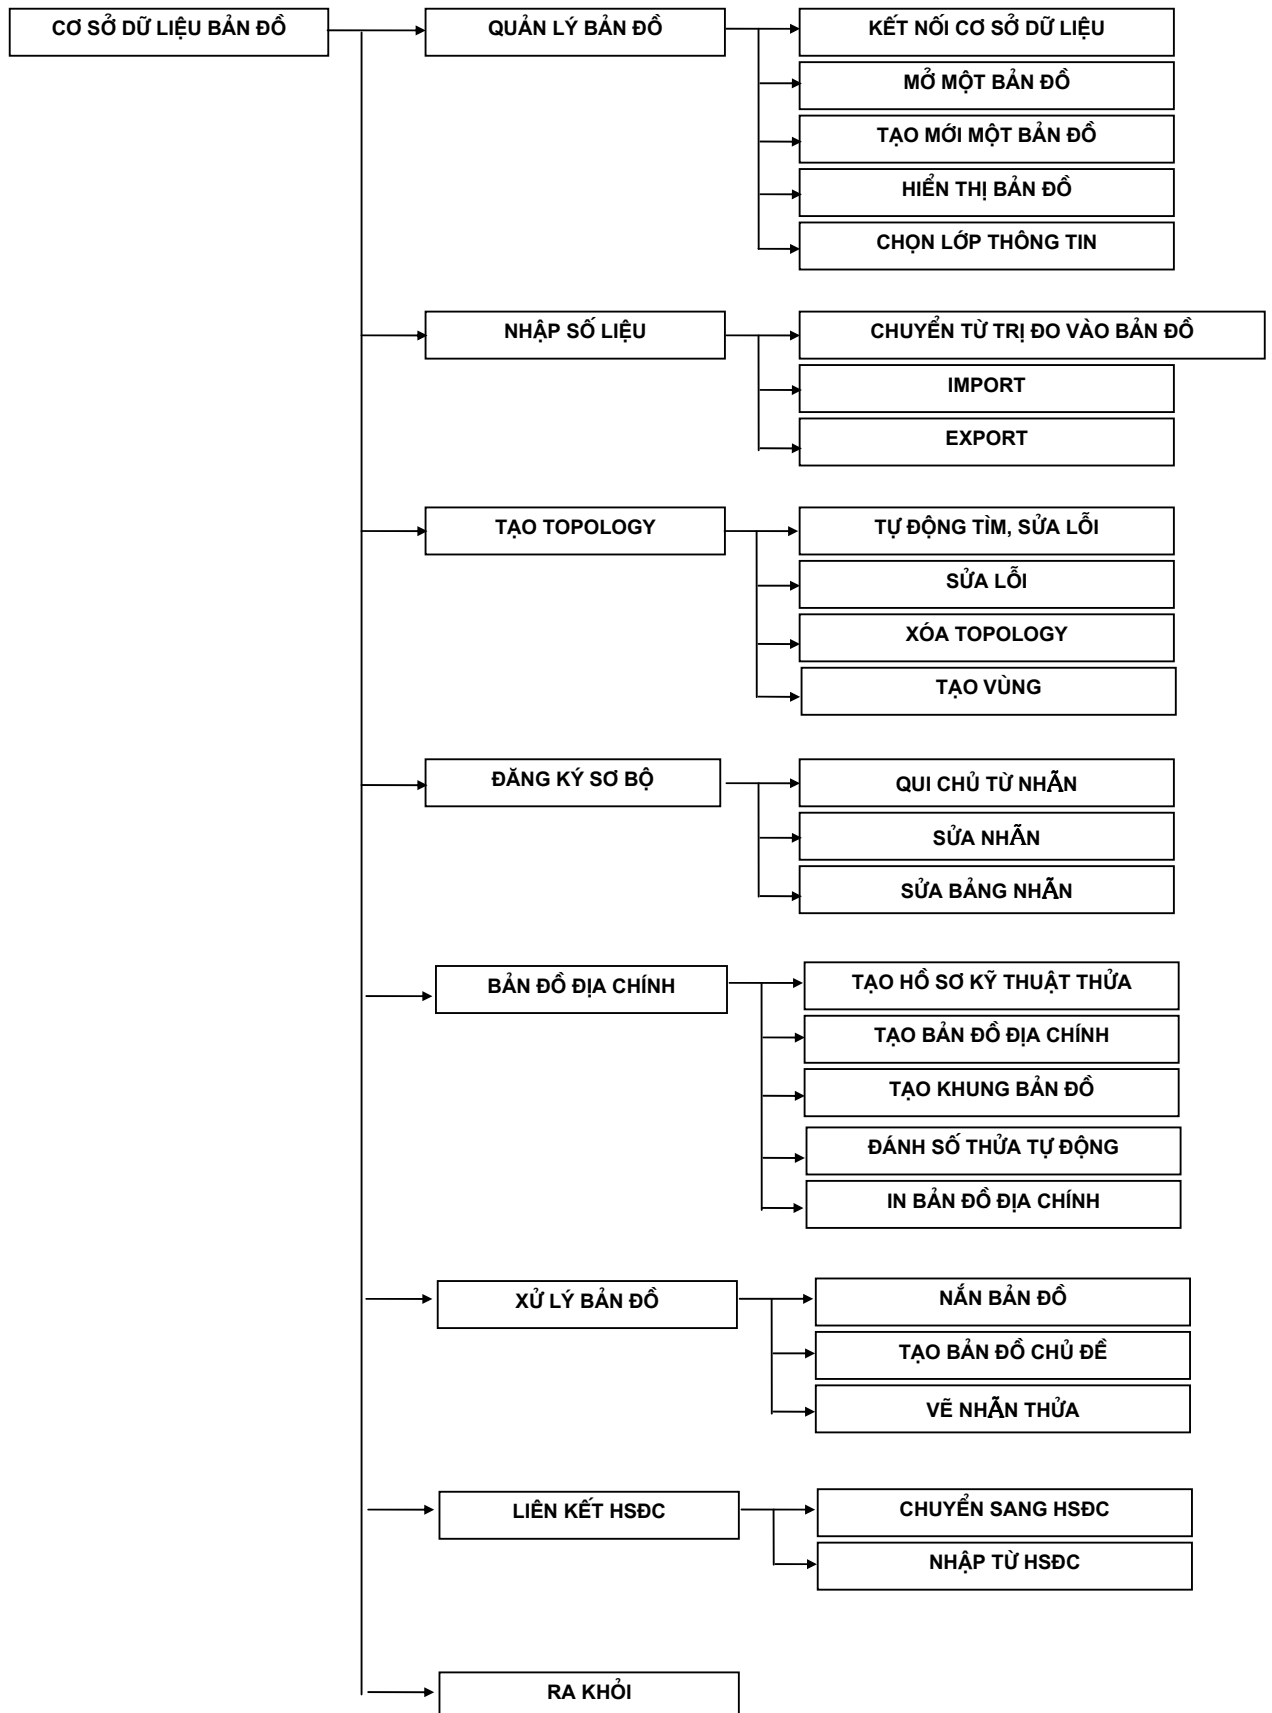 CƠ SỞ DỮ LIỆU BẢN ĐỒ
QUẢN LÝ BẢN ĐỒ
KẾT NỐI CƠ SỞ DỮ LIỆU
MỞ MỘT BẢN ĐỒ
TẠO MỚI MỘT BẢN ĐỒ
HIỂN THỊ BẢN ĐỒ
CHỌN LỚP THÔNG TIN
NHẬP SỐ LIỆU
CHUYỂN TỪ TRỊ ĐO VÀO BẢN ĐỒ
IMPORT
EXPORT
TẠO TOPOLOGY
TỰ ĐỘNG TÌM, SỬA LỖI
SỬA LỖI
XÓA TOPOLOGY
TẠO VÙNG
ĐĂNG KÝ SƠ BỘ
QUI CHỦ TỪ NHÃN
SỬA NHÃN
SỬA BẢNG NHÃN
BẢN ĐỒ ĐỊA CHÍNH
TẠO HỒ SƠ KỸ THUẬT THỬA
TẠO BẢN ĐỒ ĐỊA CHÍNH
TẠO KHUNG BẢN ĐỒ
ĐÁNH SỐ THỬA TỰ ĐỘNG
IN BẢN ĐỒ ĐỊA CHÍNH
XỬ LÝ BẢN ĐỒ
NẮN BẢN ĐỒ
TẠO BẢN ĐỒ CHỦ ĐỀ
VẼ NHÃN THỬA
LIÊN KẾT HSĐC
CHUYỂN SANG HSĐC
NHẬP TỪ HSĐC
RA KHỎI